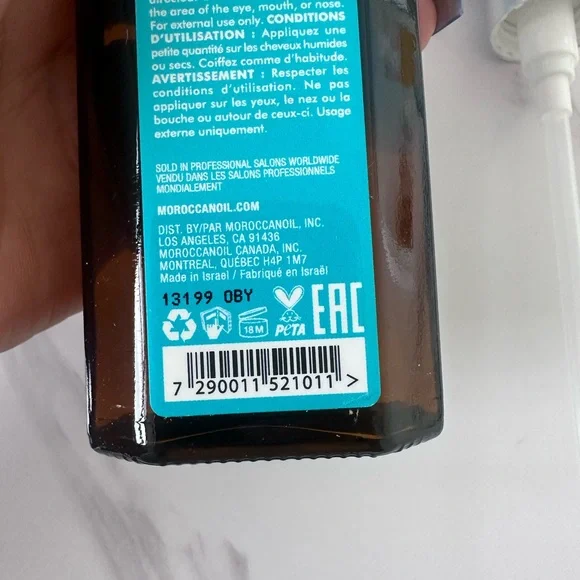 the area of the eye, mouth, or nose.
For external use only. CONDITIONS
D'UTILISATION : Appliquez une
petite quantité sur les cheveux humides
ou secs. Coiffez comme d'habitude.
AVERTISSEMENT : Respecter les
conditions d'utilisation. Ne pas
appliquer sur les yeux, le nez ou la
bouche ou autour de ceux-ci. Usage
externe uniquement.
SOLD IN PROFESSIONAL SALONS WORLDWIDE
VENDU DANS LES SALONS PROFESSIONNELS
MONDIALEMENT
MOROCCANOIL.COM
DIST. BY/PAR MOROCCANOIL, INC.
LOS ANGELES, CA 91436
MOROCCANOIL CANADA, INC.
MONTREAL, QUÉBEC H4P 1M7
Made in Israel / Fabriqué en Israël
13199 0BY
18 M PeTA EAC
7 290011 521011 >